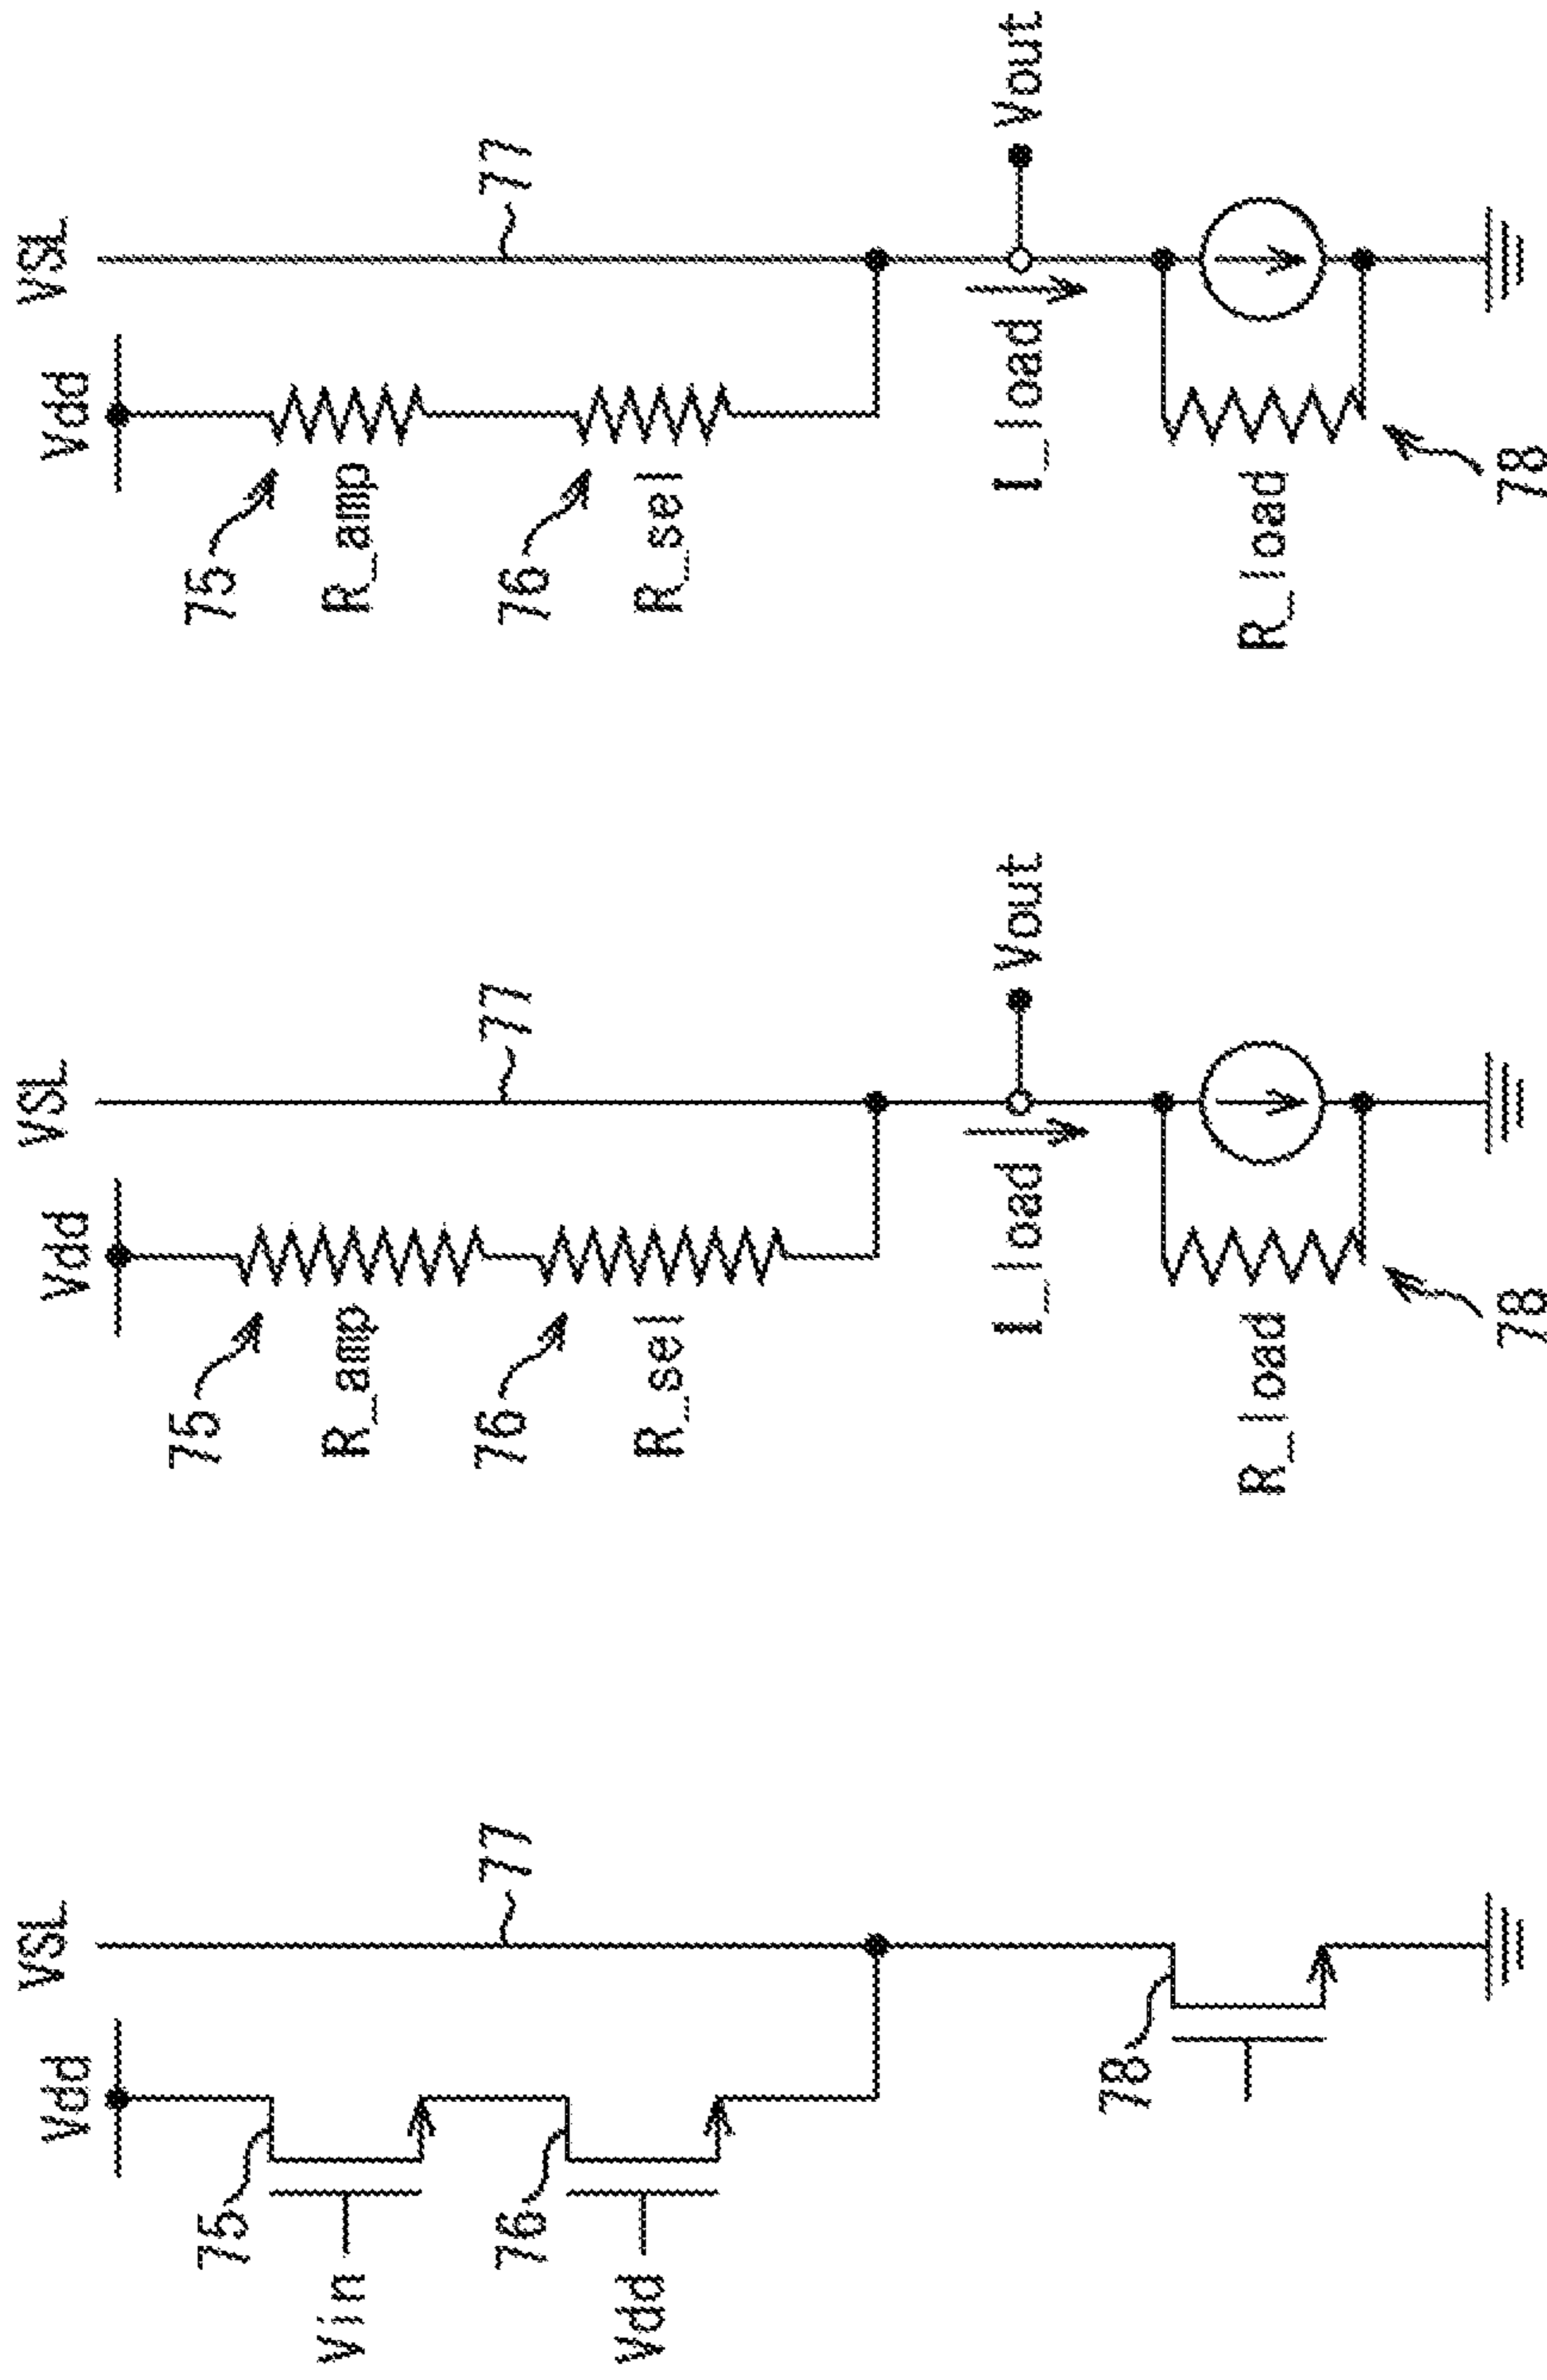 VSL
Vdd
75
Vin
77
76
Vdd
78
VSL
Vdd
75
R_amp
77
76
R_sel
I_load
Vout
R_load
78
VSL
Vdd
75
R_amp
77
76
R_sel
I_load
Vout
R_load
78